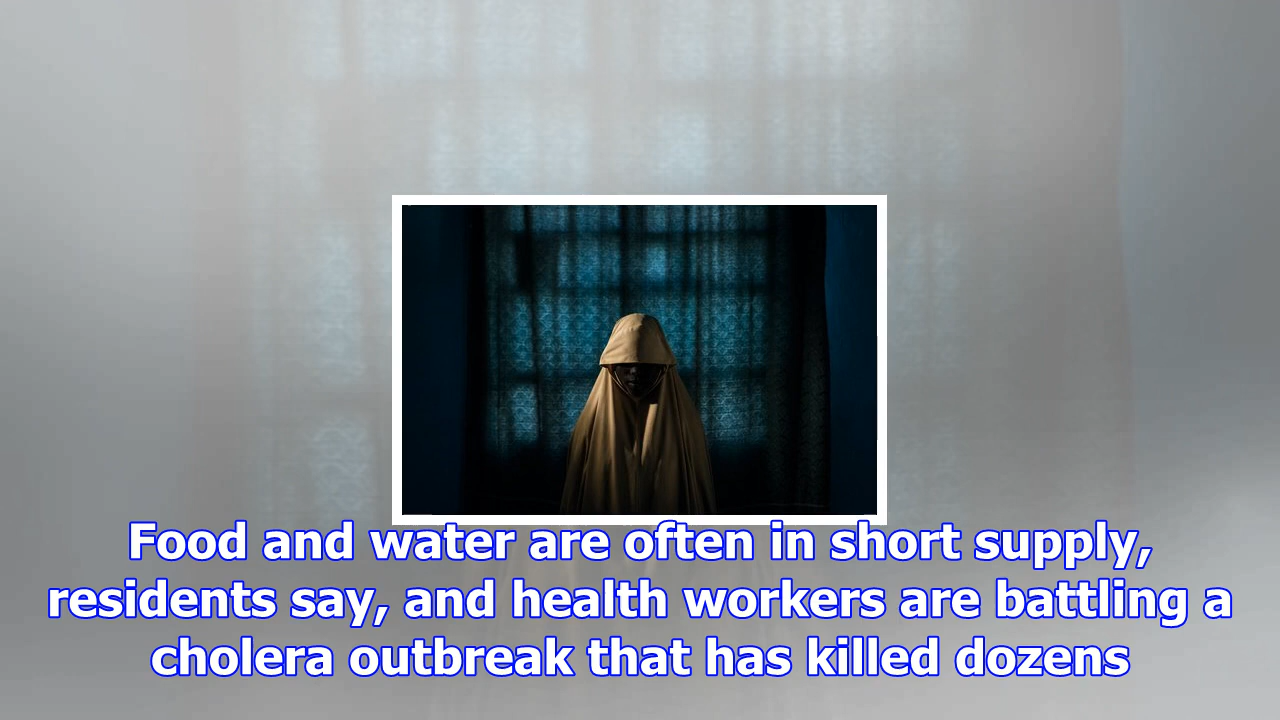 Food and water are often in short supply,
residents say, and health workers are battling a
cholera outbreak that has killed dozens